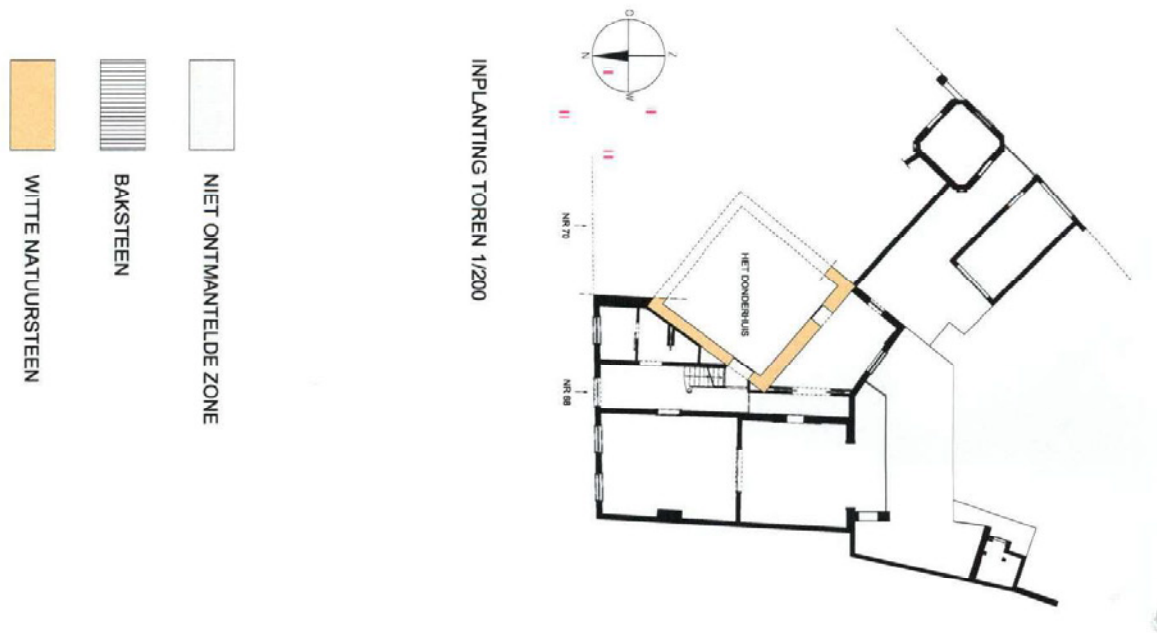 O
N
Z
W
INPLANTING TOREN 1/200
NR 70
HET DONDERHUIS
NR 68
NIET ONTMANTELDE ZONE
BAKSTEEN
WITTE NATUURSTEEN